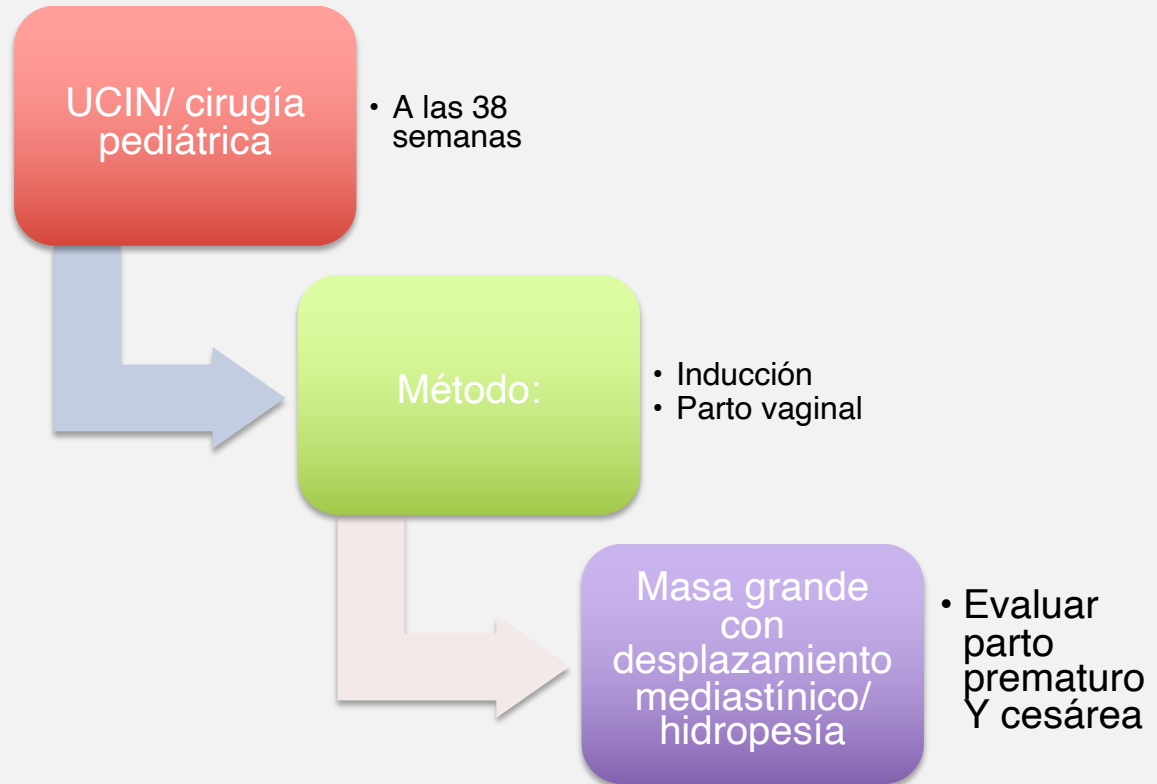 UCIN/ cirugía
pediátrica
• A las 38
semanas
Método:
• Inducción
• Parto vaginal
Masa grande
con
desplazamiento
mediastínico/
hidropesía
• Evaluar
parto
prematuro
Y cesárea